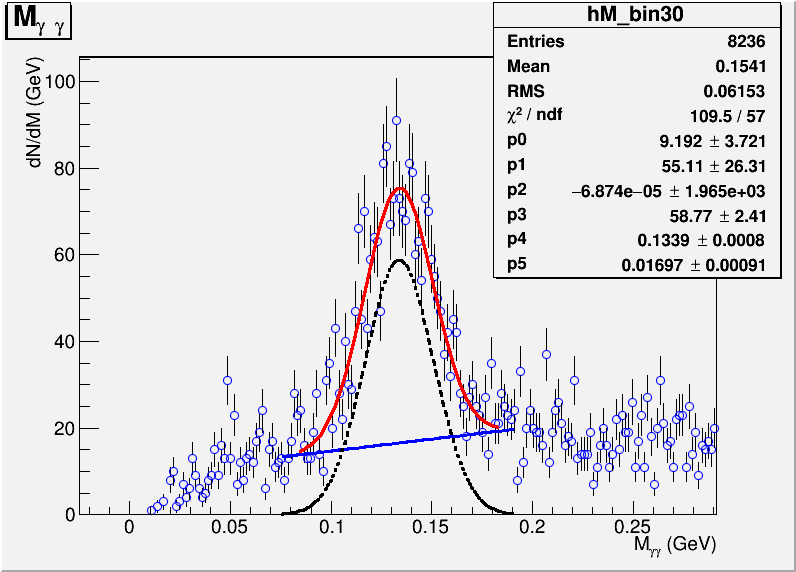 M γ γ
hM_bin30
Entries 8236
Mean 0.1541
RMS 0.06153
χ² / ndf 109.5 / 57
p0 9.192 ± 3.721
p1 55.11 ± 26.31
p2 −6.874e−05 ± 1.965e+03
p3 58.77 ± 2.41
p4 0.1339 ± 0.0008
p5 0.01697 ± 0.00091
dN/dM (GeV)
100
80
60
40
20
0
0 0.05 0.1 0.15 0.2 0.25
Mγγ (GeV)